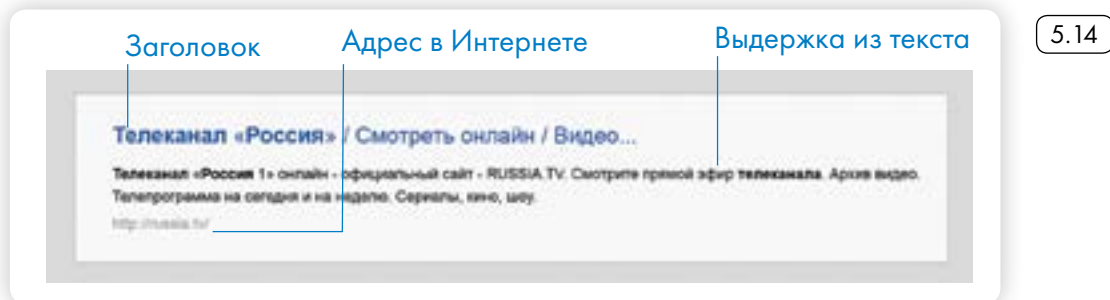 Заголовок
Адрес в Интернете
Выдержка из текста
5.14
Телеканал «Россия» / Смотреть онлайн / Видео...
Телеканал «Россия 1» онлайн - официальный сайт - RUSSIA.TV. Смотрите прямой эфир телеканала. Архив видео.
Телепрограмма на сегодня и на неделю. Сериалы, кино, шоу.
http://russia.tv/